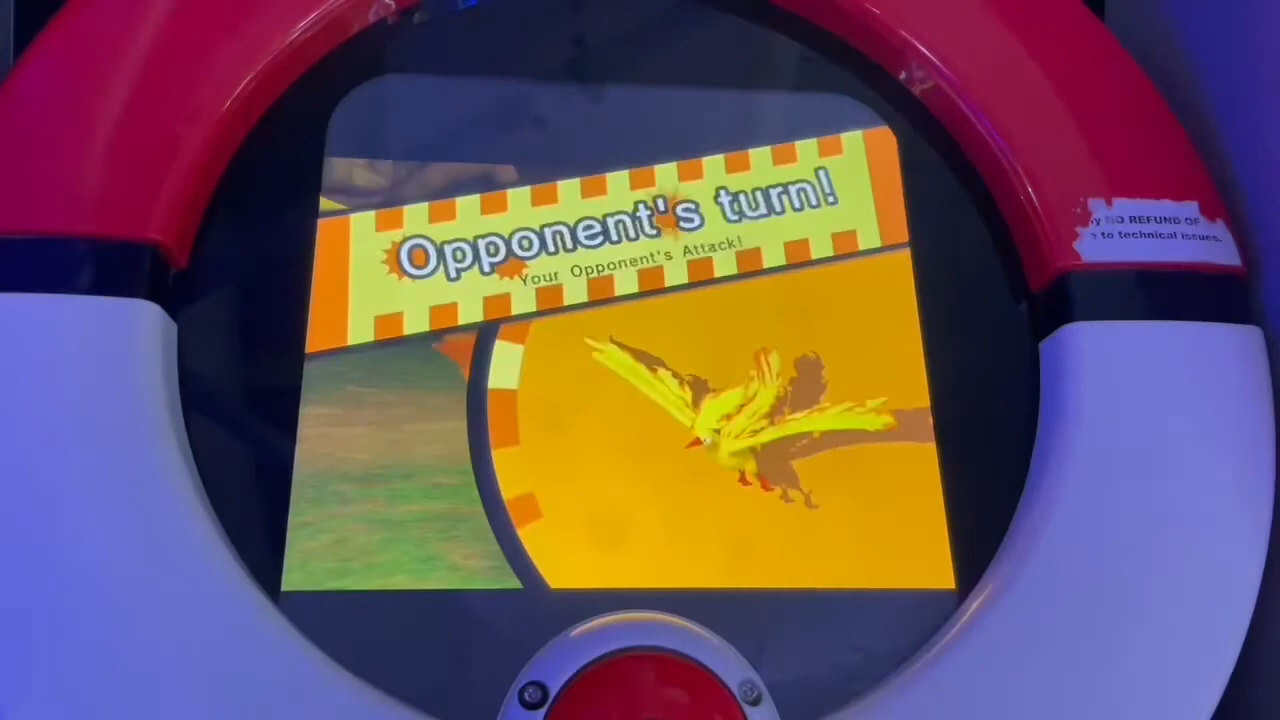 Opponent's turn!
Your Opponent's Attack!
NO REFUND OF
to technical issues.